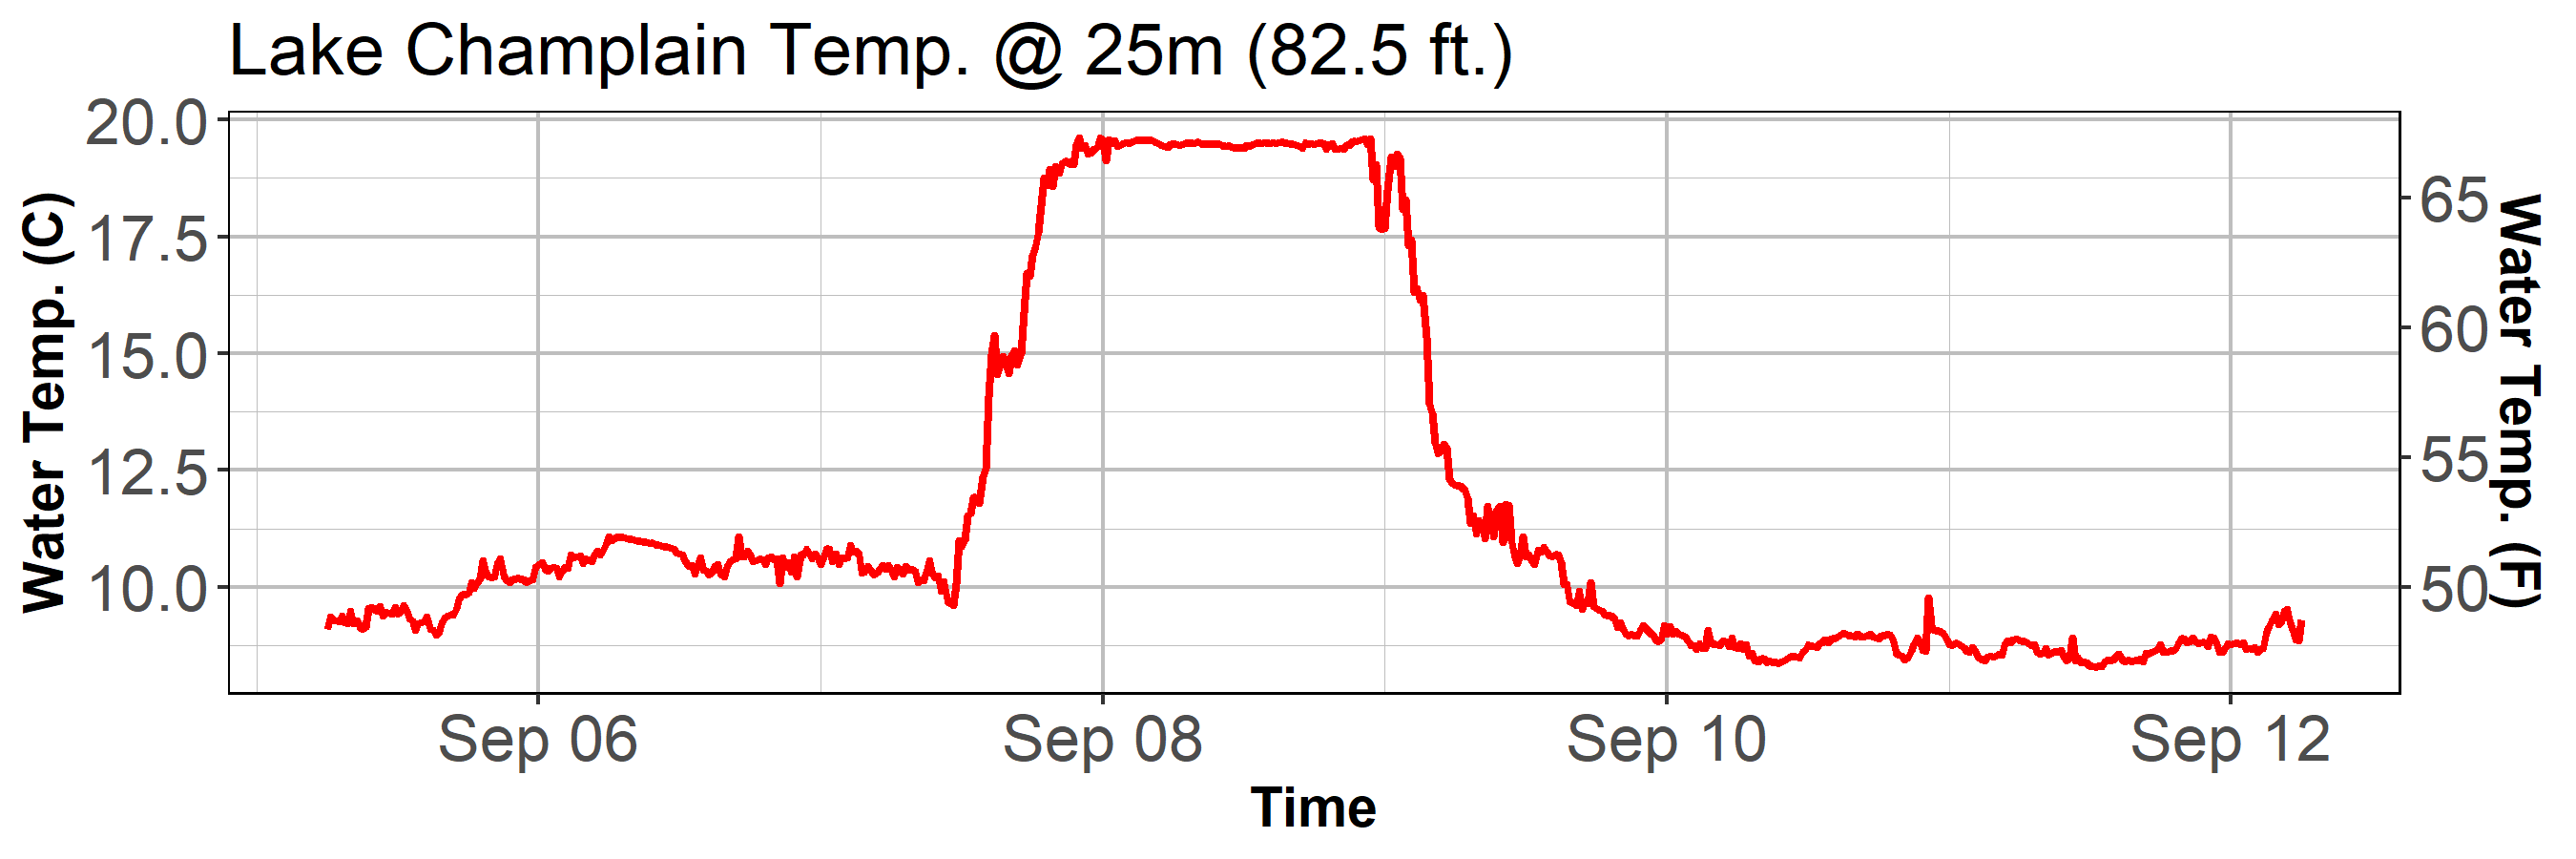 Lake Champlain Temp. @ 25m (82.5 ft.)
Water Temp. (C)
20.0
17.5
15.0
12.5
10.0
65
60
55
50
Water Temp. (F)
Sep 06 Sep 08 Sep 10 Sep 12
Time